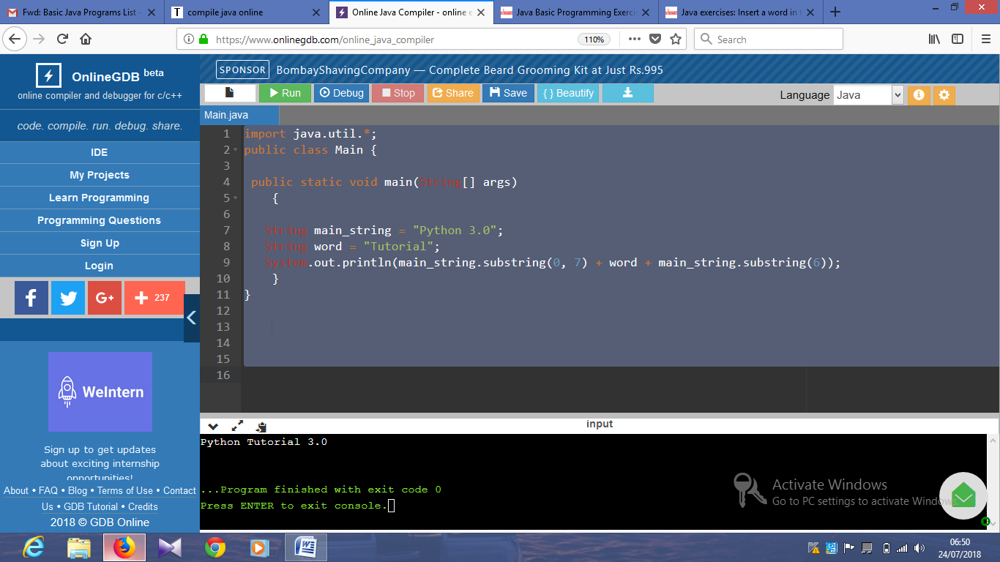 Fwd: Basic Java Programs List -
compile java online
Online Java Compiler - online e
Java Basic Programming Exerci
Java exercises: Insert a word in t
https://www.onlinegdb.com/online_java_compiler
110%
Search
OnlineGDB beta
online compiler and debugger for c/c++
code. compile. run. debug. share.
IDE
My Projects
Learn Programming
Programming Questions
Sign Up
Login
237
WeIntern
Sign up to get updates
about exciting internship
opportunities!
About • FAQ • Blog • Terms of Use • Contact
Us • GDB Tutorial • Credits
2018 © GDB Online
SPONSOR BombayShavingCompany — Complete Beard Grooming Kit at Just Rs.995
Run Debug Stop Share Save { } Beautify
Language Java
Main.java
1 import java.util.*;
2 public class Main {
3
4 public static void main(String[] args)
5 {
6
7 String main_string = "Python 3.0";
8 String word = "Tutorial";
9 System.out.println(main_string.substring(0, 7) + word + main_string.substring(6));
10 }
11 }
12
13
14
15
16
input
Python Tutorial 3.0
...Program finished with exit code 0
Press ENTER to exit console.
Activate Windows
Go to PC settings to activate Windows.
06:50
24/07/2018